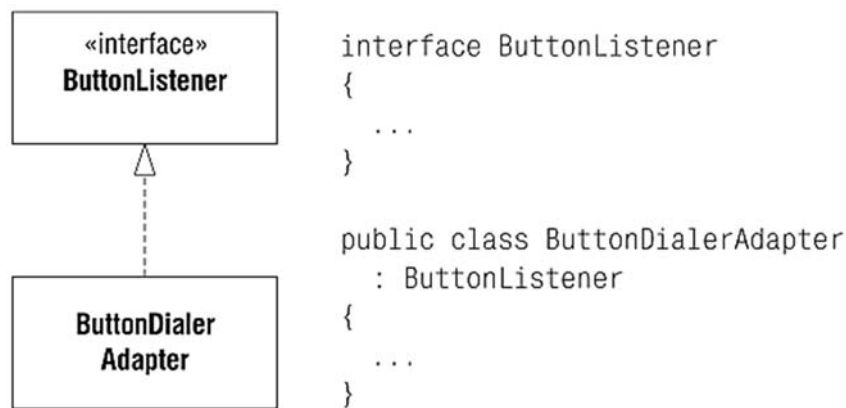 «interface»
ButtonListener
ButtonDialer
Adapter
interface ButtonListener
{
...
}
public class ButtonDialerAdapter
: ButtonListener
{
...
}